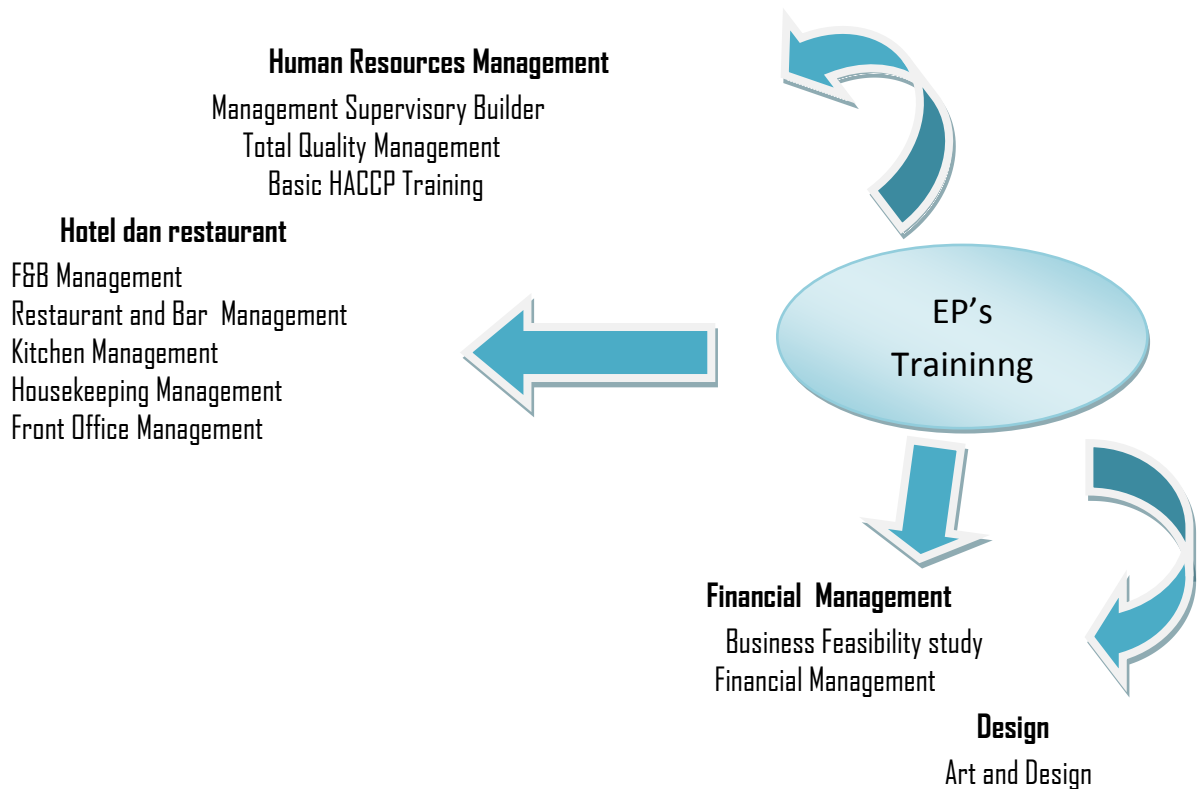 Human Resources Management
Management Supervisory Builder
Total Quality Management
Basic HACCP Training
Hotel dan restaurant
F&B Management
Restaurant and Bar Management
Kitchen Management
Housekeeping Management
Front Office Management
EP's
Traininng
Financial Management
Business Feasibility study
Financial Management
Design
Art and Design